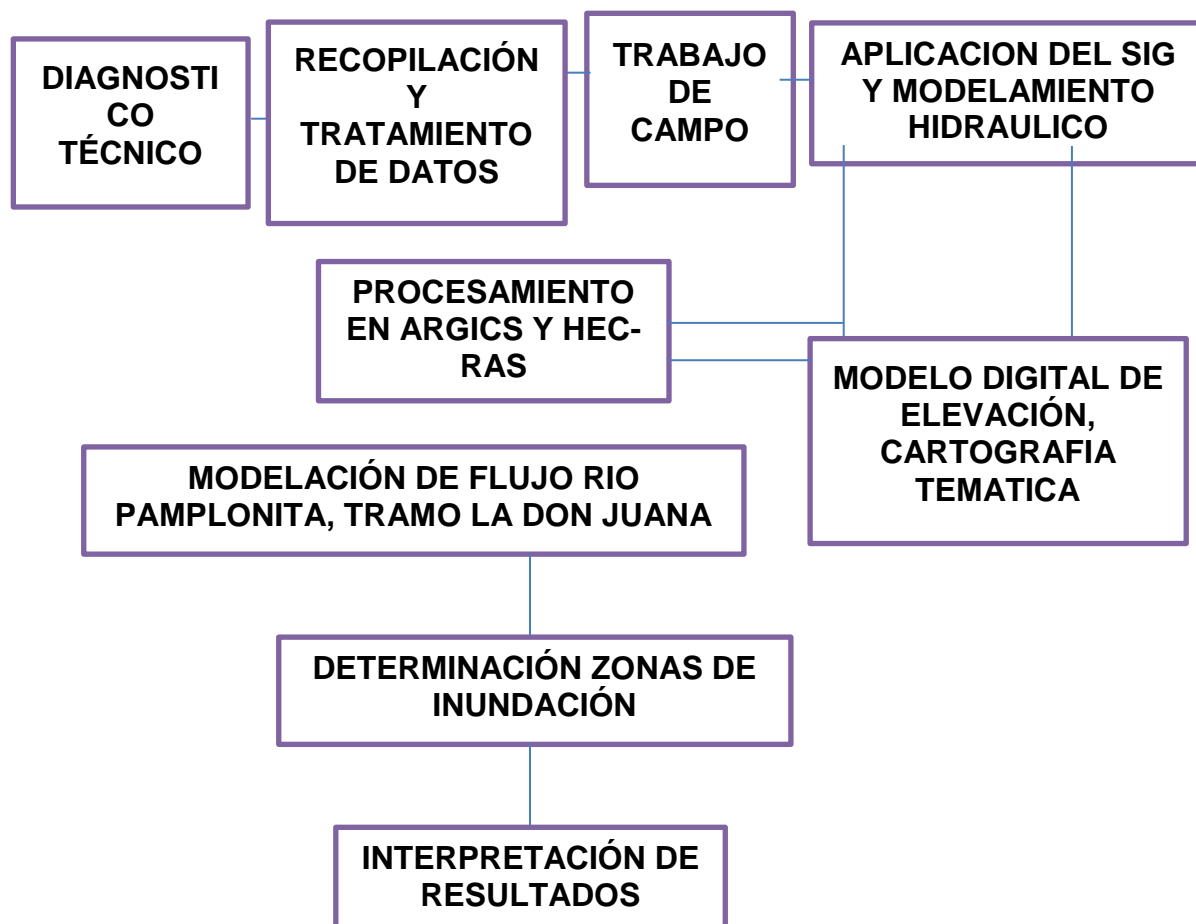 DIAGNOSTI
CO
TÉCNICO
RECOPILACIÓN
Y
TRATAMIENTO
DE DATOS
TRABAJO
DE
CAMPO
APLICACION DEL SIG
Y MODELAMIENTO
HIDRAULICO
PROCESAMIENTO
EN ARGICS Y HEC-
RAS
MODELO DIGITAL DE
ELEVACIÓN,
CARTOGRAFIA
TEMATICA
MODELACIÓN DE FLUJO RIO
PAMPLONITA, TRAMO LA DON JUANA
DETERMINACIÓN ZONAS DE
INUNDACIÓN
INTERPRETACIÓN DE
RESULTADOS